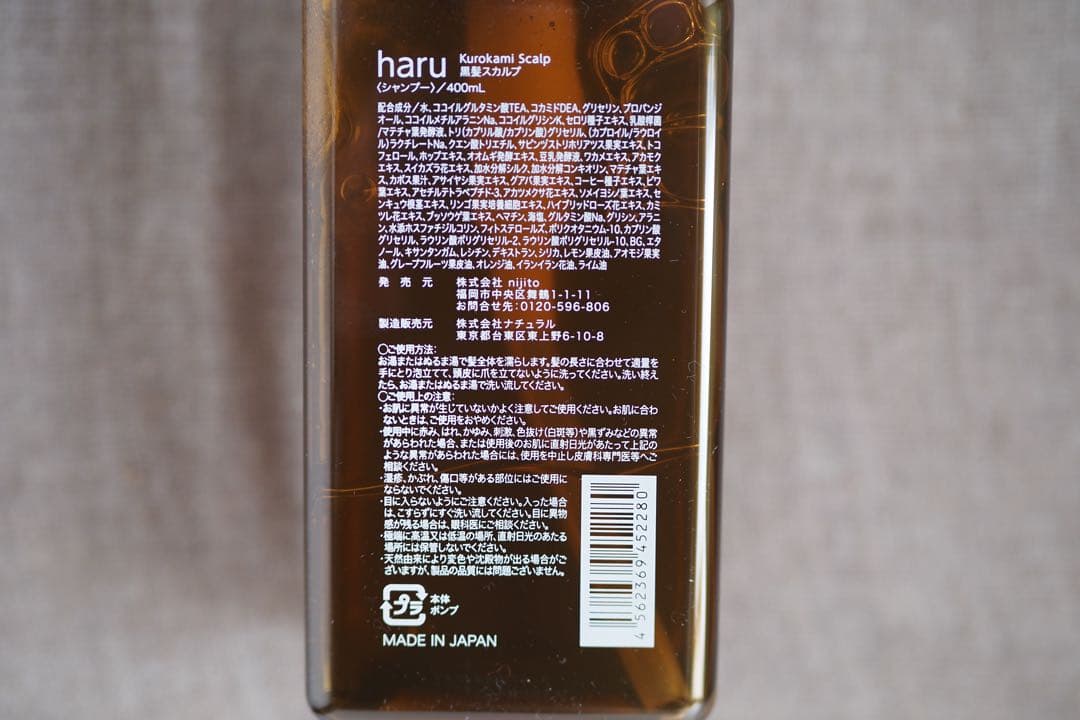 haru Kurokami Scalp
黒髪スカルプ
〈シャンプー〉／400mL
配合成分／水、ココイルグルタミン酸TEA、コカミドDEA、グリセリン、プロパンジ
オール、ココイルメチルアラニンNa、ココイルグリシンK、セロリ種子エキス、乳酸桿菌
/マテチャ葉発酵液、トリ(カプリル酸/カプリン酸)グリセリル、(カプロイル/ラウロイ
ル)ラクチレートNa、クエン酸トリエチル、サピンヅストリホリアツス果実エキス、トコ
フェロール、ホップエキス、オオムギ発酵エキス、豆乳発酵液、ワカメエキス、アカモク
エキス、スイカズラ花エキス、加水分解シルク、加水分解コンキオリン、マテチャ葉エキ
ス、カボス果汁、アサイヤシ果実エキス、グアバ果実エキス、コーヒー種子エキス、ビワ
葉エキス、アセチルテトラペプチド-3、アカツメクサ花エキス、ソメイヨシノ葉エキス、セ
ンキュウ根茎エキス、リンゴ果実培養細胞エキス、ハイブリッドローズ花エキス、カミ
ツレ花エキス、ブッソウゲ葉エキス、ヘマチン、海塩、グルタミン酸Na、グリシン、アラニ
ン、水添ホスファチジルコリン、フィトステロールズ、ポリクオタニウム-10、カプリン酸
グリセリル、ラウリン酸ポリグリセリル-2、ラウリン酸ポリグリセリル-10、BG、エタ
ノール、キサンタンガム、レシチン、デキストラン、シリカ、レモン果皮油、アオモジ果実
油、グレープフルーツ果皮油、オレンジ油、イランイラン花油、ライム油
発売元 株式会社 nijito
福岡市中央区舞鶴1-1-11
お問合せ先：0120-596-806
製造販売元 株式会社ナチュラル
東京都台東区東上野6-10-8
〇ご使用方法：
お湯またはぬるま湯で髪全体を濡らします。髪の長さに合わせて適量を
手にとり泡立てて、頭皮に爪を立てないように洗ってください。洗い終え
たら、お湯またはぬるま湯で洗い流してください。
〇ご使用上の注意：
・お肌に異常が生じていないかよく注意してご使用ください。お肌に合わ
ないときは、ご使用をおやめください。
・使用中に赤み、はれ、かゆみ、刺激、色抜け(白斑等)や黒ずみなどの異常
があらわれた場合、または使用後のお肌に直射日光があたって上記の
ような異常があらわれた場合には、使用を中止し皮膚科専門医等へご
相談ください。
・湿疹、かぶれ、傷口等がある部位にはご使用に
ならないでください。
・目に入らないようにご注意ください。入った場合
は、こすらずにすぐ洗い流してください。目に異物
感が残る場合は、眼科医にご相談ください。
・極端に高温又は低温の場所、直射日光のあたる
場所には保管しないでください。
・天然由来により変色や沈殿物が出る場合がご
ざいますが、製品の品質には問題ございません。
プラ 本体
ポンプ
MADE IN JAPAN
4 562369 452280